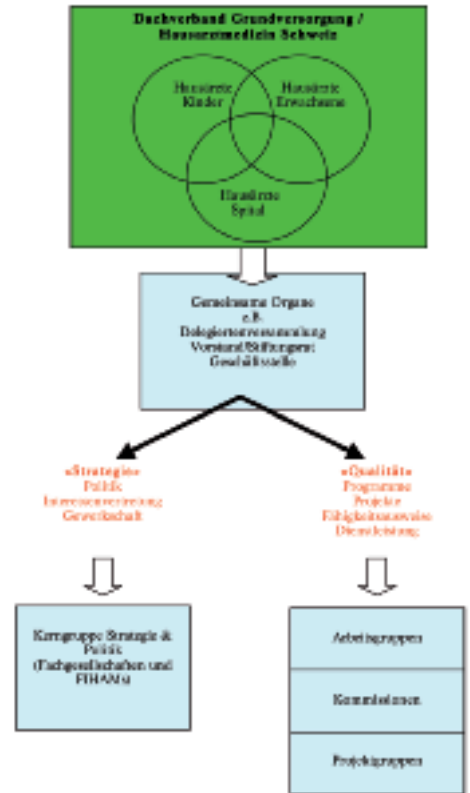 Dachverband Grundversorgung /
Hausarztmedizin Schweiz
Hausärzte
Kinder
Hausärzte
Erwachsene
Hausärzte
Spital
Gemeinsame Organe
z.B.
Delegiertenversammlung
Vorstand/Stiftungsrat
Geschäftsstelle
«Strategie»
Politik
Interessenvertretung
Gewerkschaft
«Qualität»
Programme
Projekte
Fähigkeitsausweise
Dienstleistung
Kerngruppe Strategie &
Politik
(Fachgesellschaften und
FIHAMs)
Arbeitsgruppen
Kommissionen
Projektgruppen